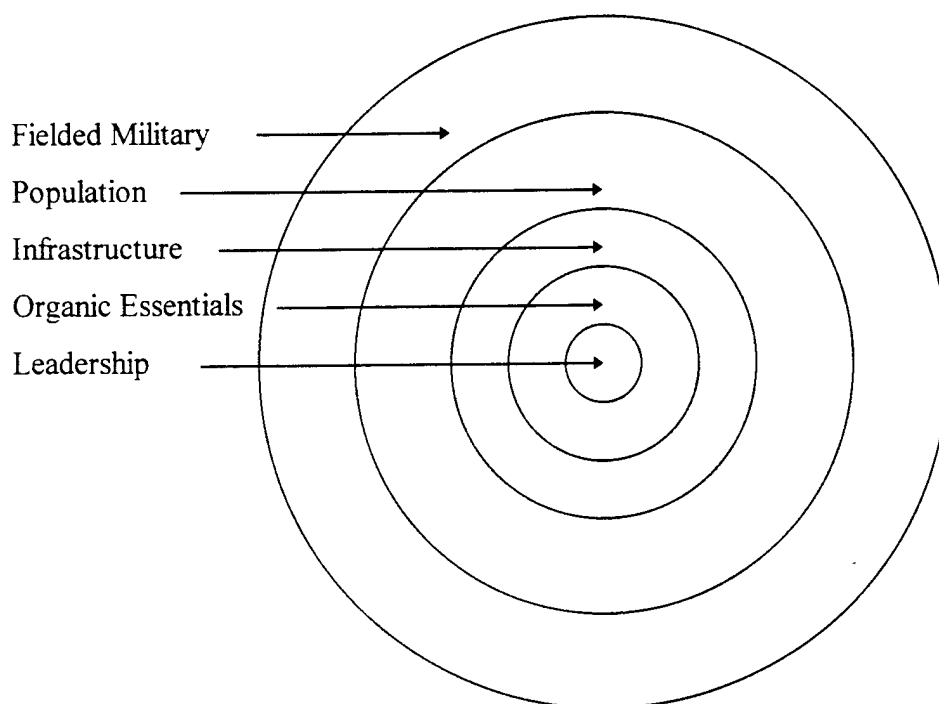 Fielded Military
Population
Infrastructure
Organic Essentials
Leadership